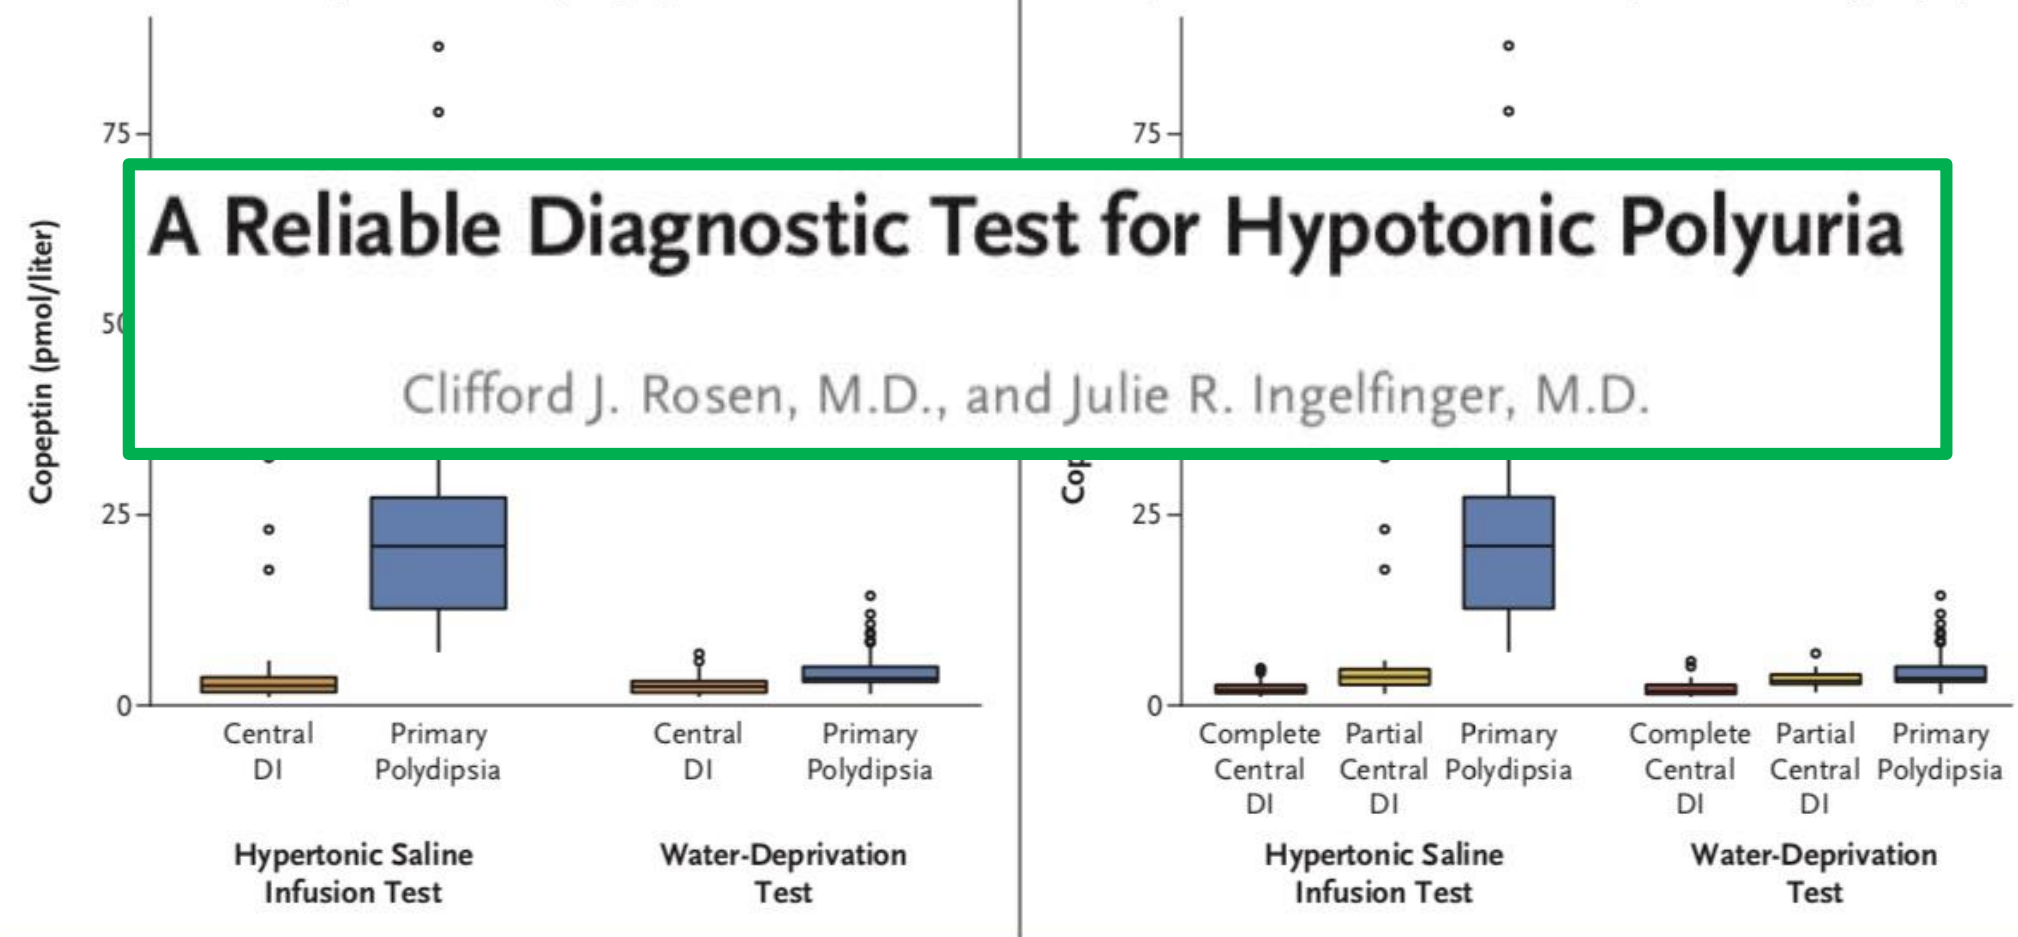 75
75
A Reliable Diagnostic Test for Hypotonic Polyuria
Clifford J. Rosen, M.D., and Julie R. Ingelfinger, M.D.
Copeptin (pmol/liter)
50
25
25
0
0
Central
DI
Primary
Polydipsia
Central
DI
Primary
Polydipsia
Hypertonic Saline
Infusion Test
Water-Deprivation
Test
Complete
Central
DI
Partial
Central
DI
Primary
Polydipsia
Complete
Central
DI
Partial
Central
DI
Primary
Polydipsia
Hypertonic Saline
Infusion Test
Water-Deprivation
Test